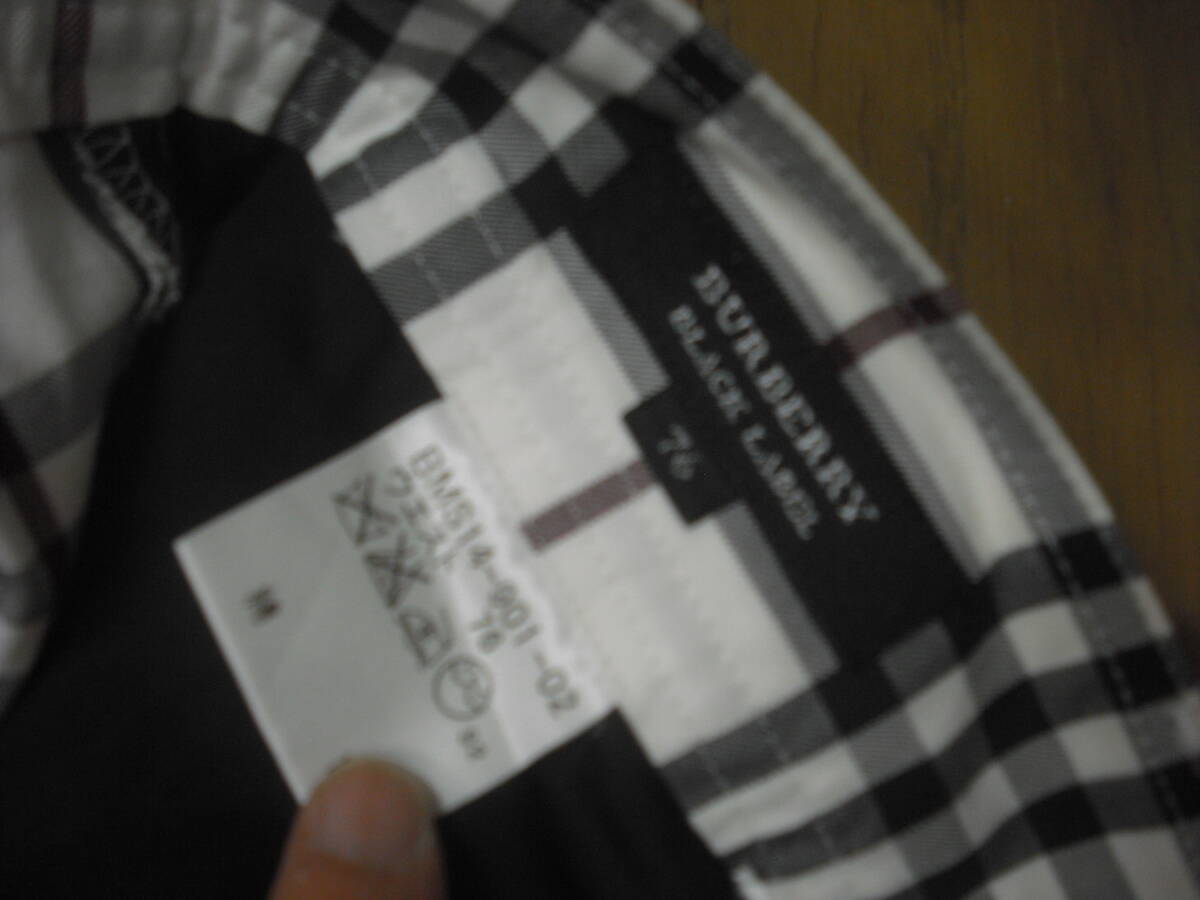 BURBERRY
BLACK LABEL
76
BMS14-901-02
ウエスト 76
M